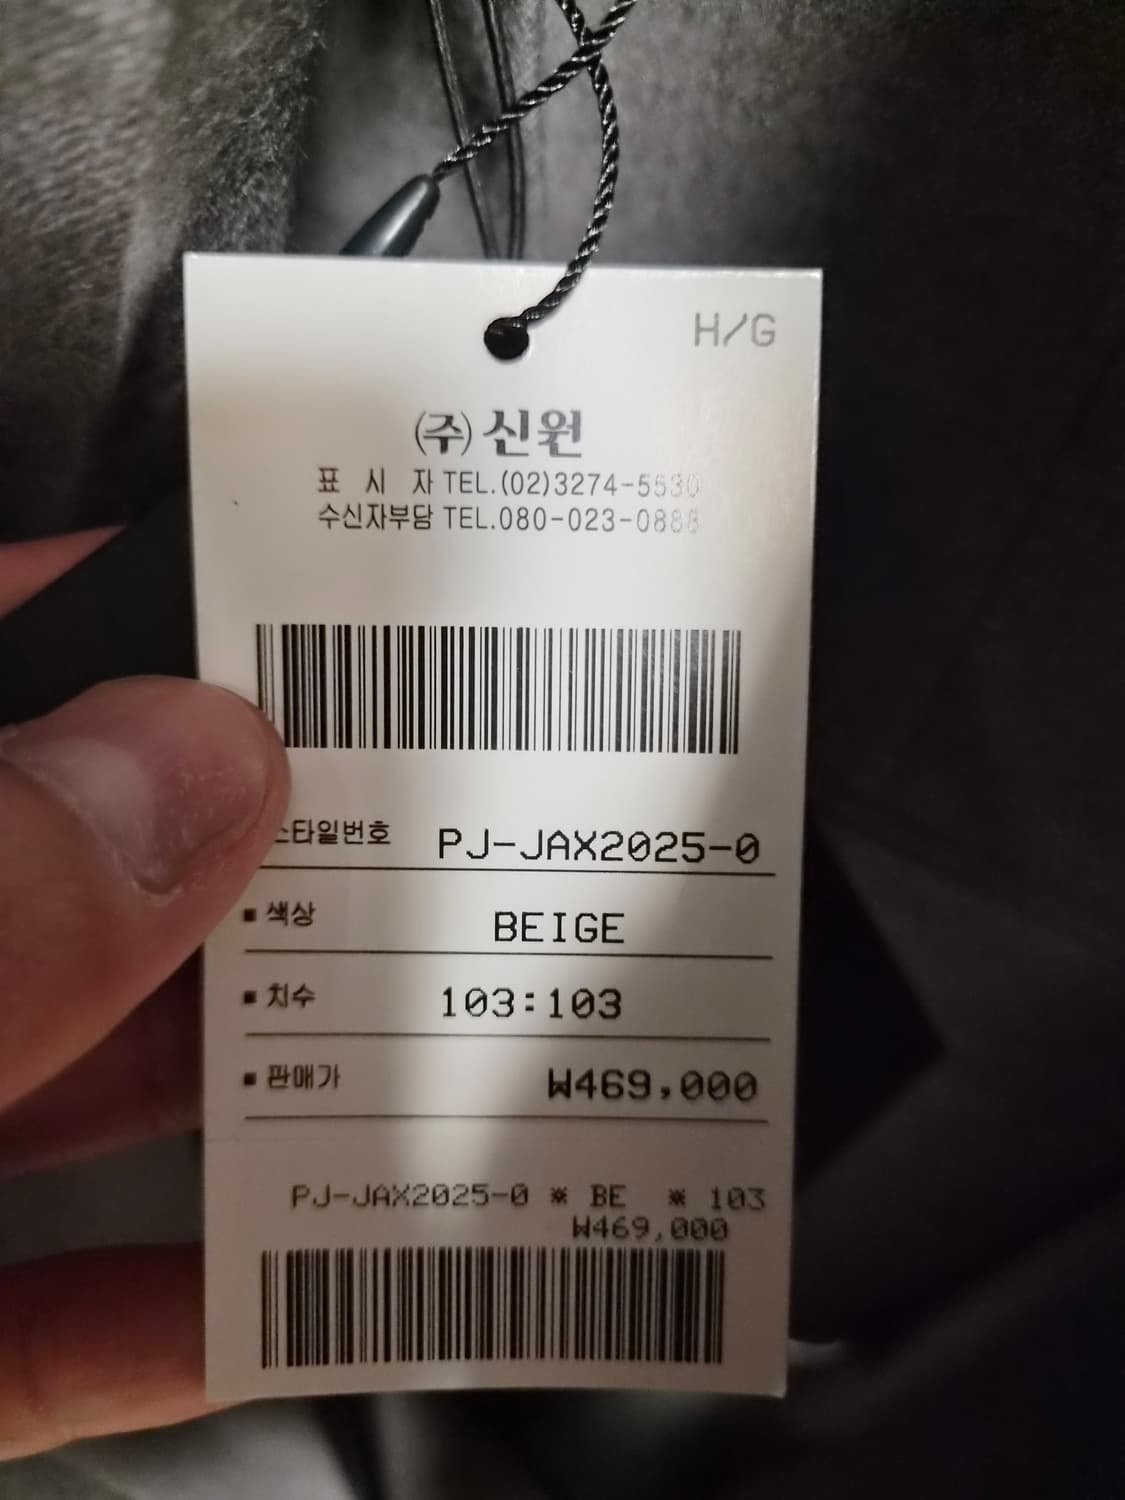 H/G
㈜신원
표 시 자 TEL.(02)3274-5530
수신자부담 TEL.080-023-0888
스타일번호 PJ-JAX2025-0
■ 색상 BEIGE
■ 치수 103:103
■ 판매가 ₩469,000
PJ-JAX2025-0 ※ BE ※ 103
₩469,000